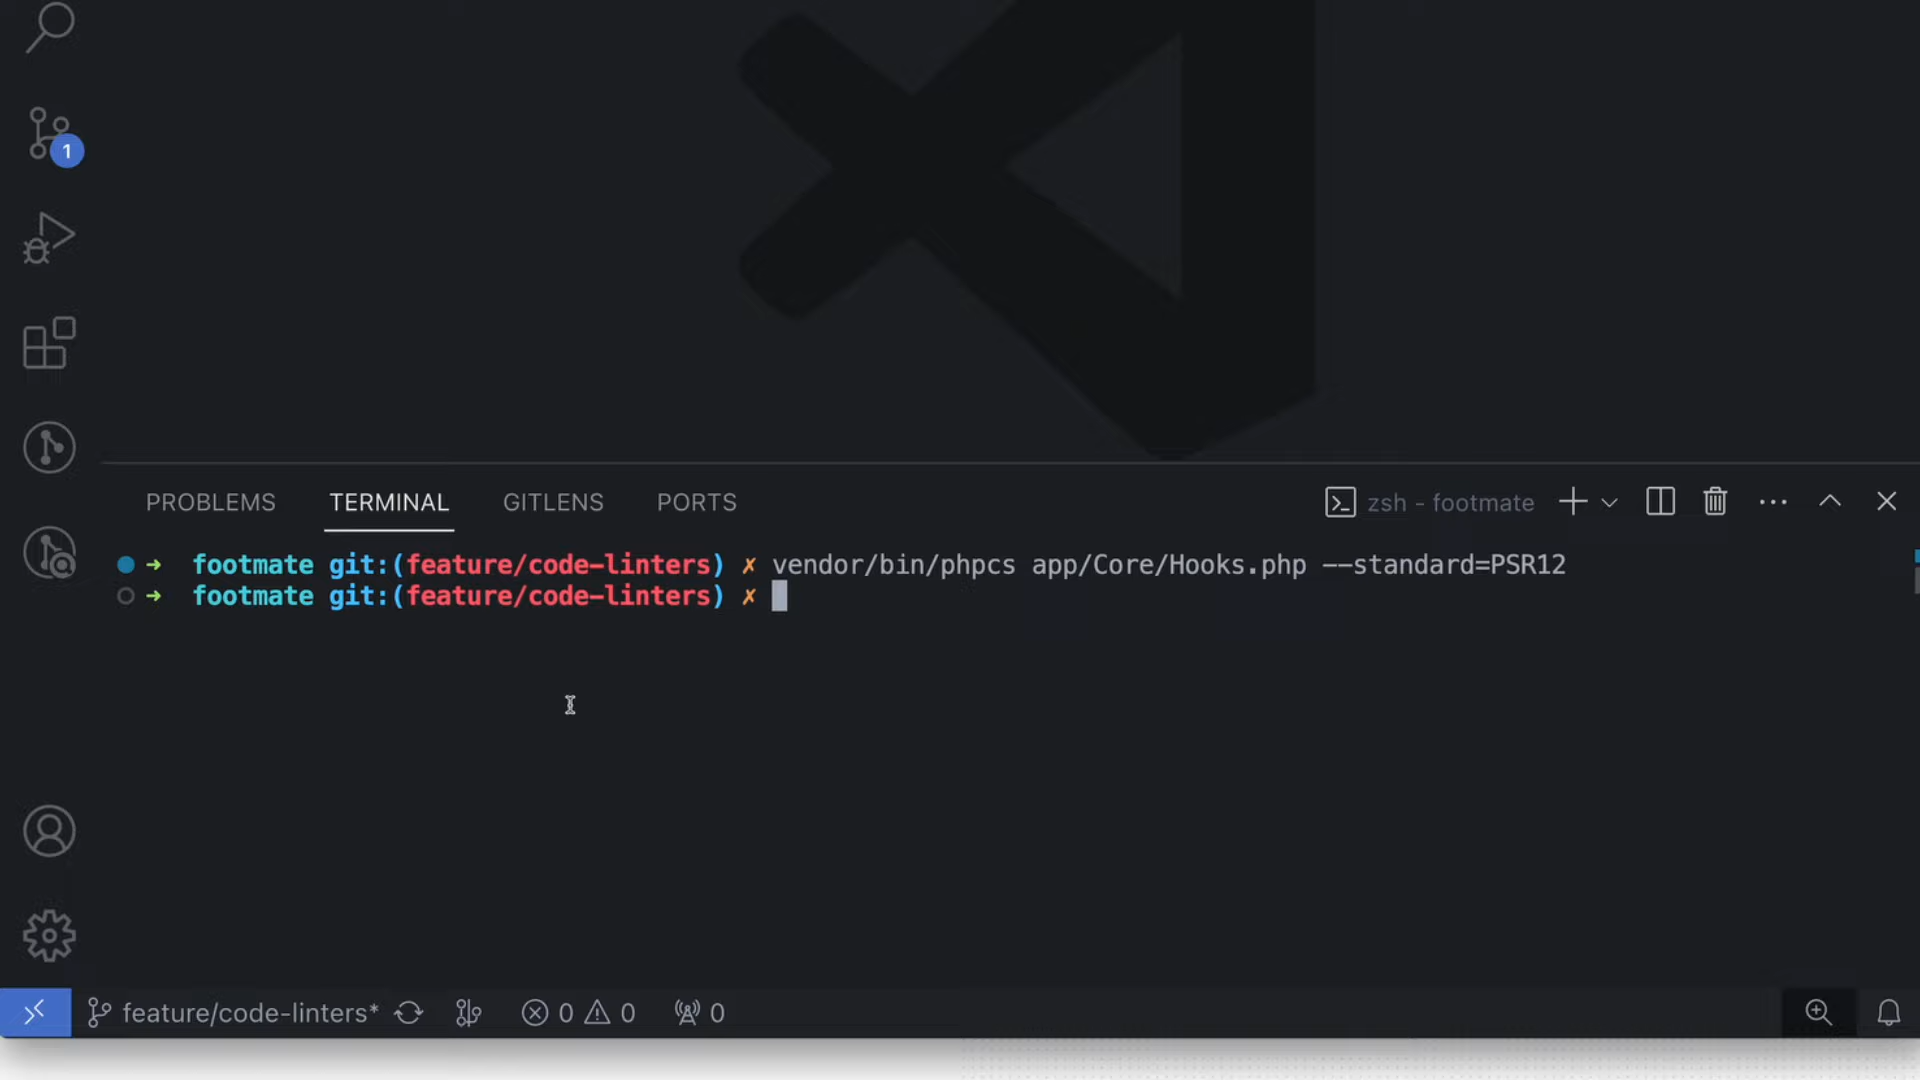 1
PROBLEMS TERMINAL GITLENS PORTS zsh - footmate
➜ footmate git:(feature/code-linters) ✗ vendor/bin/phpcs app/Core/Hooks.php --standard=PSR12
➜ footmate git:(feature/code-linters) ✗
feature/code-linters* 0 0 0